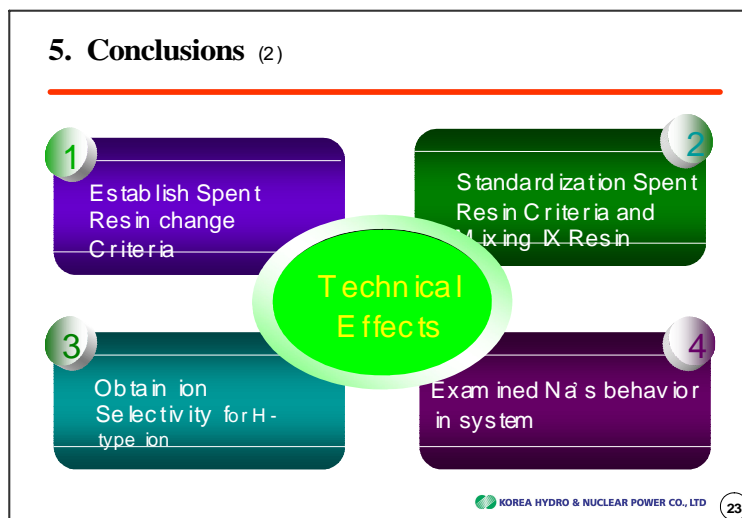 5. Conclusions (2)
1
Establish Spent
Resin change
Criteria
2
Standardization Spent
Resin Criteria and
Mixing IX Resin
Technical
Effects
3
Obtain ion
Selectivity for H-
type ion
4
Examined Na's behavior
in system
KOREA HYDRO & NUCLEAR POWER CO., LTD
23